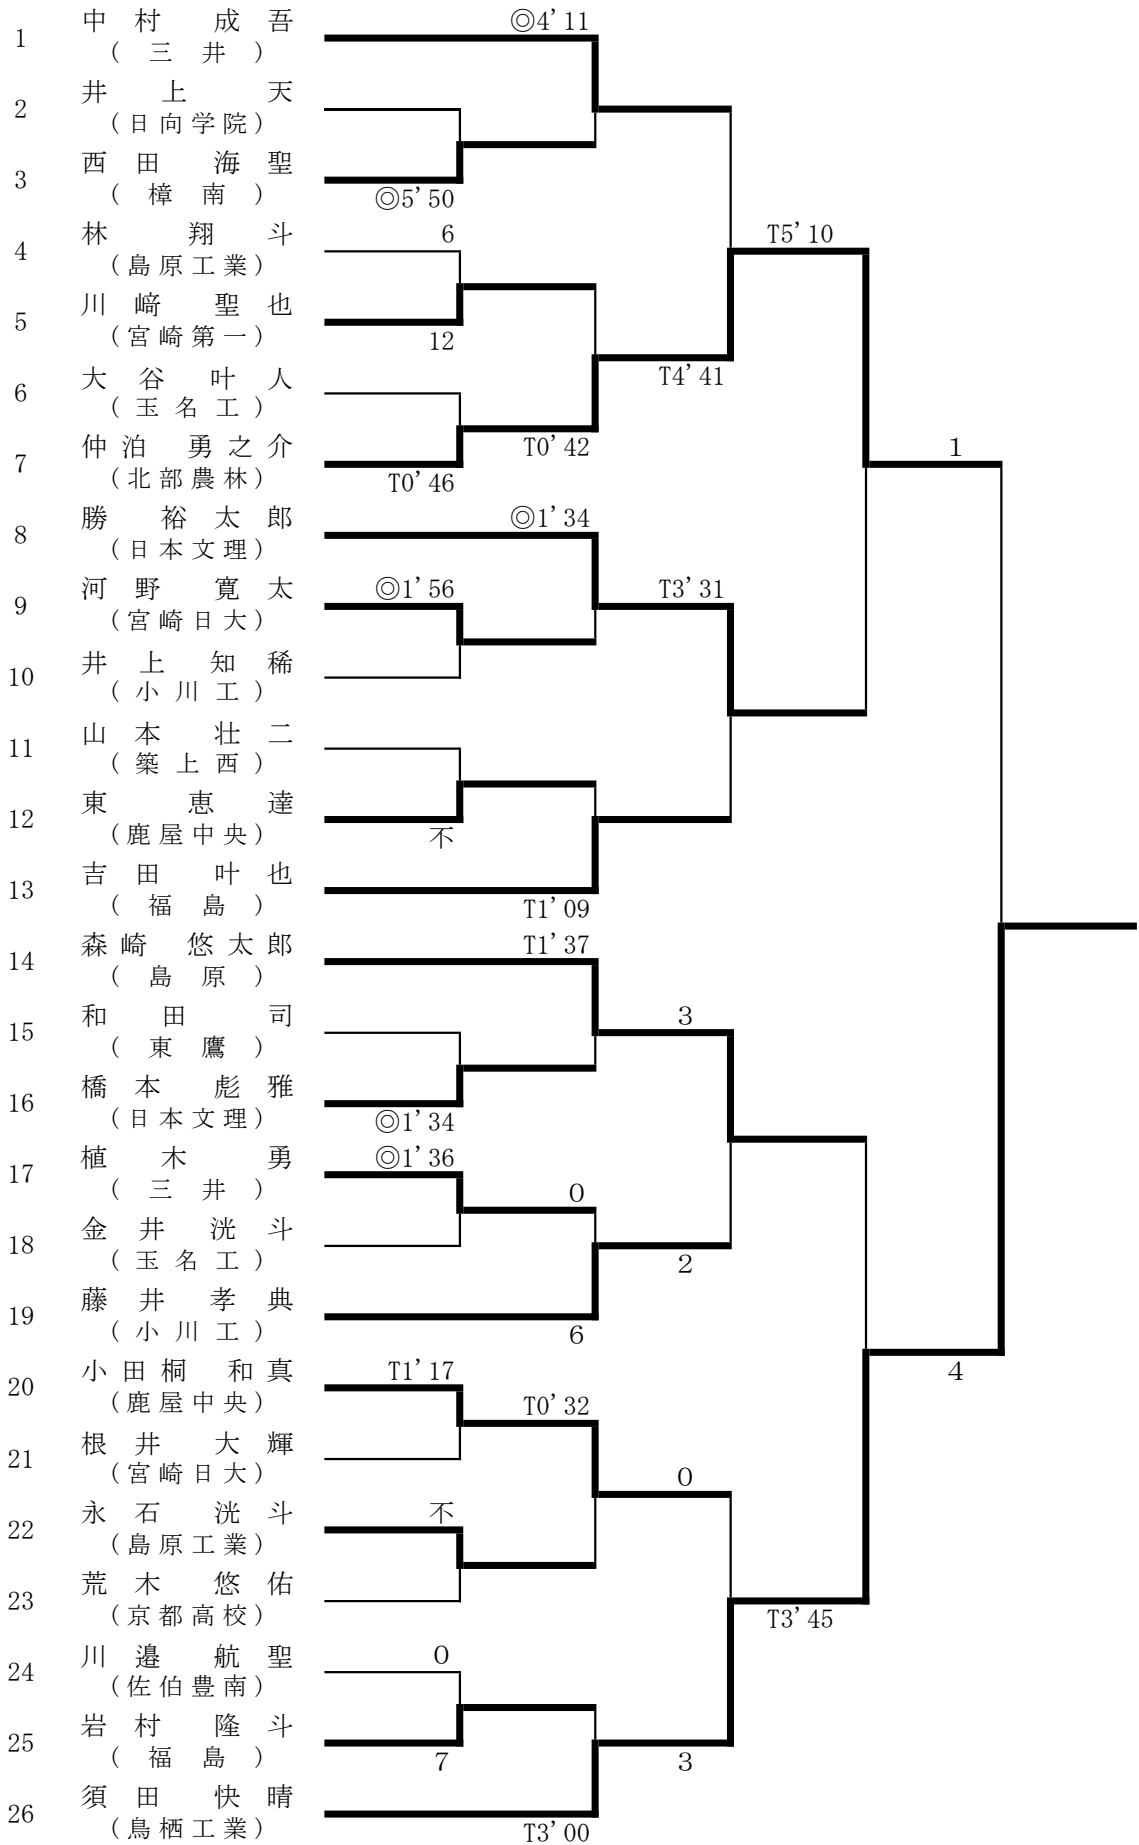 中村 成吾 ◎4'11
1
(三井)
井上 天
2
(日向学院)
西田 海聖
3
(樟南) ◎5'50
林 翔斗 6 T5'10
4
(島原工業)
川﨑 聖也
5
(宮崎第一) 12
大谷 叶人 T4'41
6
(玉名工)
仲泊 勇之介 T0'42 1
7
(北部農林) T0'46
勝 裕太郎 ◎1'34
8
(日本文理)
河野 寛太 ◎1'56 T3'31
9
(宮崎日大)
井上 知稀
10
(小川工)
山本 壮二
11
(築上西)
東 恵達
12
(鹿屋中央) 不
吉田 叶也
13
(福島) T1'09
森崎 悠太郎 T1'37
14
(島原)
和田 司 3
15
(東鷹)
橋本 彪雅
16
(日本文理) ◎1'34
植木 勇 ◎1'36
17
(三井) 0
金井 洸斗
18
(玉名工) 2
藤井 孝典
19
(小川工) 6
小田桐 和真 T1'17 4
20
(鹿屋中央) T0'32
根井 大輝
21
(宮崎日大) 0
永石 洸斗 不
22
(島原工業)
荒木 悠佑
23
(京都高校) T3'45
川邉 航聖 0
24
(佐伯豊南)
岩村 隆斗
25
(福島) 7 3
須田 快晴
26
(鳥栖工業) T3'00